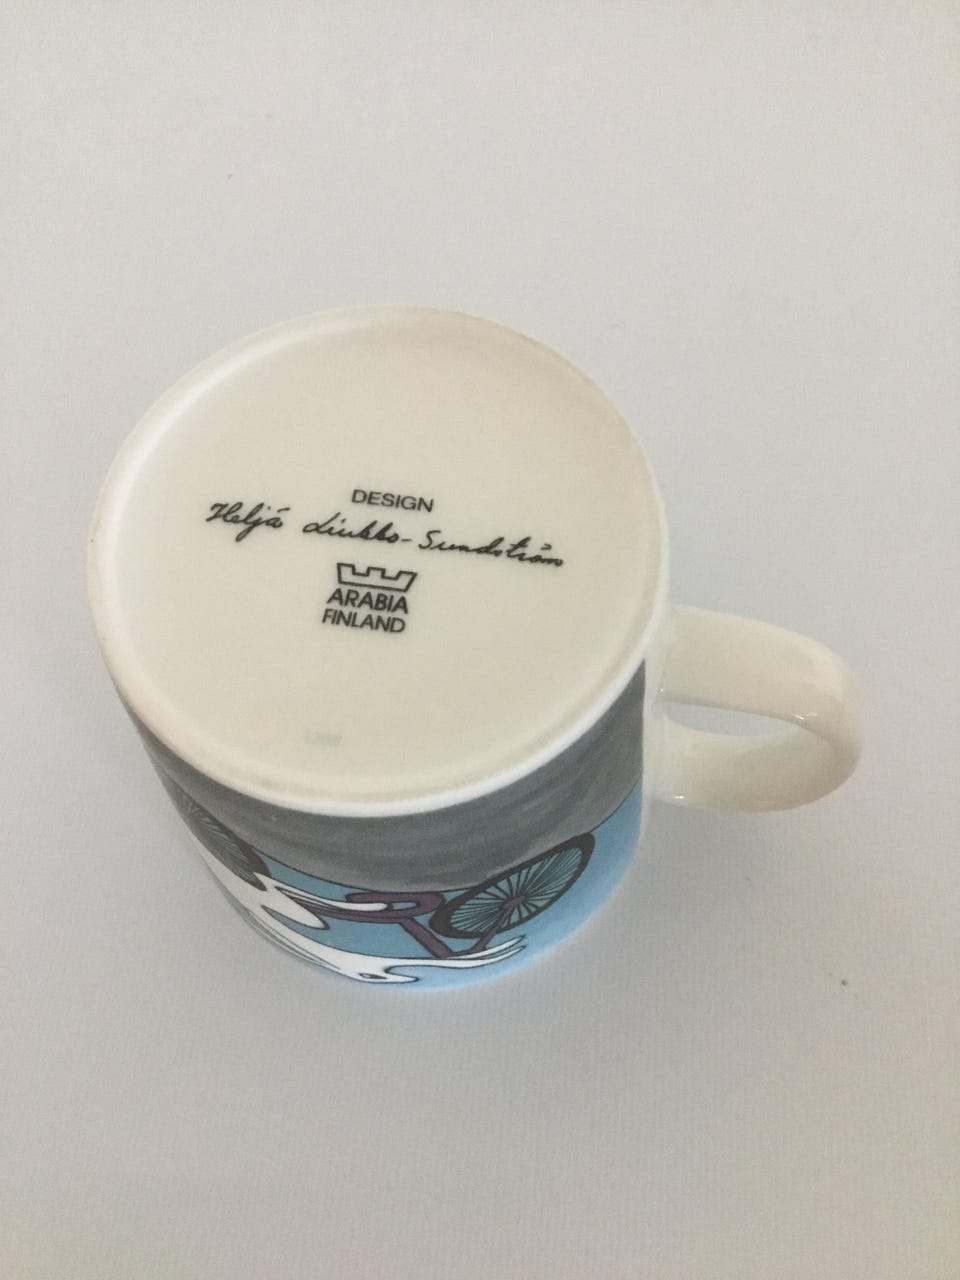 DESIGN
Heljä Liukko-Sundström
ARABIA
FINLAND